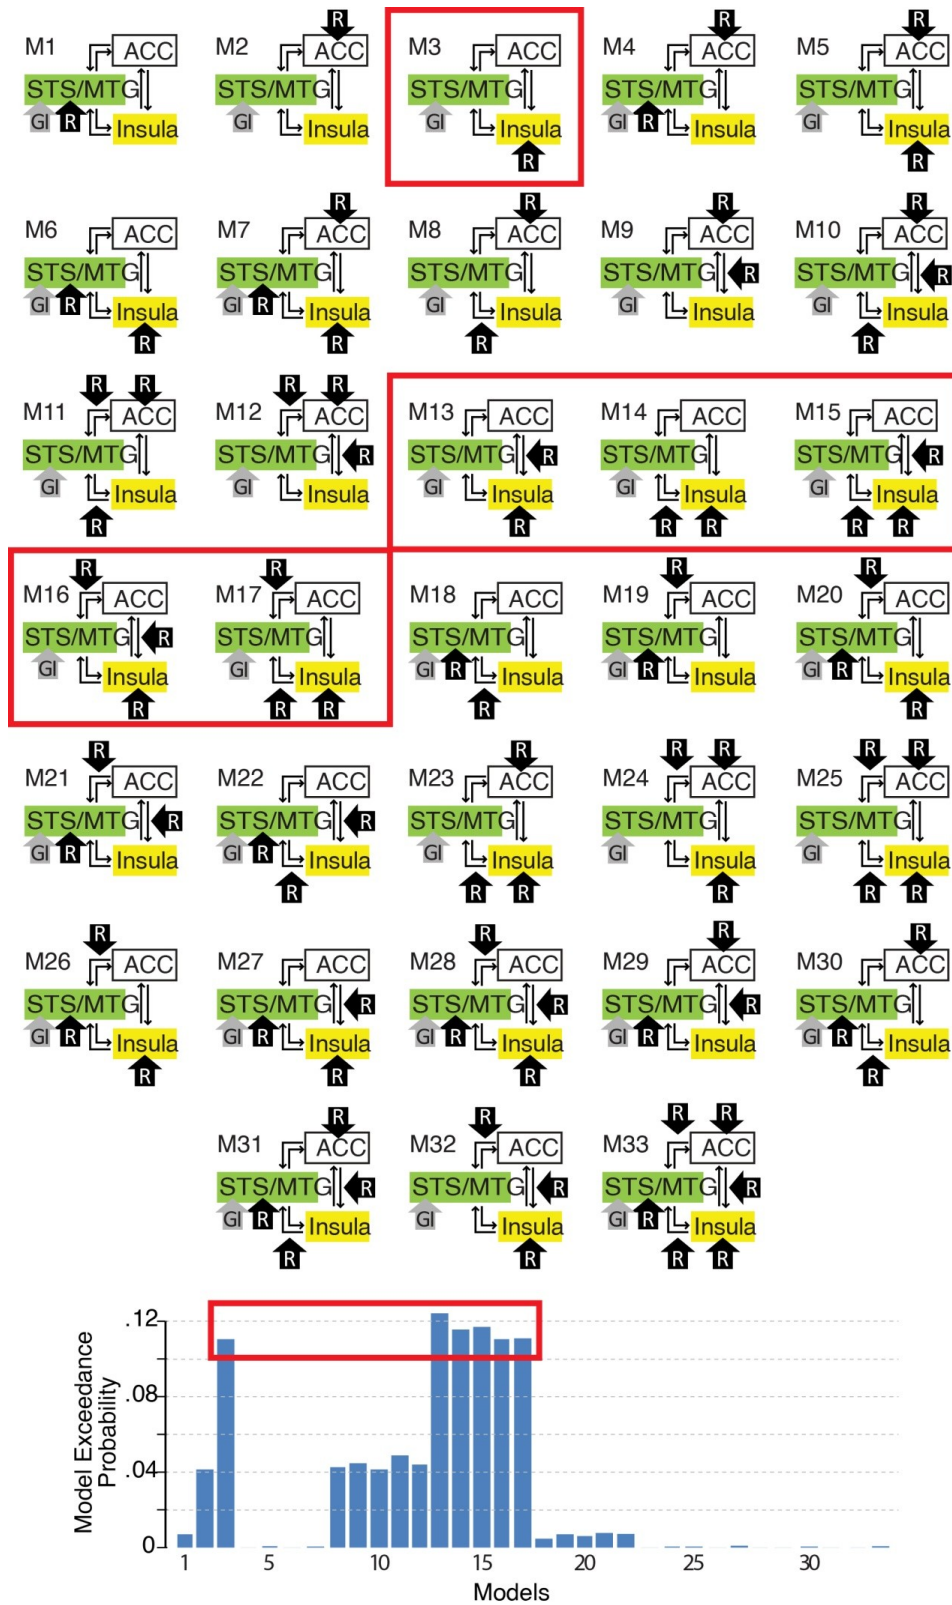 M1
ACC
STS/MTG
GI R Insula
R
M2
ACC
STS/MTG
GI Insula
M3
ACC
STS/MTG
GI Insula
R
R
M4
ACC
STS/MTG
GI R Insula
R
M5
ACC
STS/MTG
GI Insula
R
M6
ACC
STS/MTG
GI R Insula
R
R
M7
ACC
STS/MTG
GI R Insula
R
R
M8
ACC
STS/MTG
GI Insula
R
R
M9
ACC
STS/MTG R
GI Insula
R
M10
ACC
STS/MTG R
GI Insula
R
R R
M11
ACC
STS/MTG
GI Insula
R
R R
M12
ACC
STS/MTG R
GI Insula
M13
ACC
STS/MTG R
GI Insula
R
M14
ACC
STS/MTG
GI Insula
R R
M15
ACC
STS/MTG R
GI Insula
R R
R
M16
ACC
STS/MTG R
GI Insula
R
R
M17
ACC
STS/MTG
GI Insula
R R
M18
ACC
STS/MTG
GI R Insula
R
R
M19
ACC
STS/MTG
GI R Insula
R
M20
ACC
STS/MTG
GI R Insula
R
R
M21
ACC
STS/MTG R
GI R Insula
M22
ACC
STS/MTG R
GI R Insula
R
R
M23
ACC
STS/MTG
GI Insula
R R
R R
M24
ACC
STS/MTG
GI Insula
R
R R
M25
ACC
STS/MTG
GI Insula
R R
R
M26
ACC
STS/MTG
GI R Insula
R
M27
ACC
STS/MTG R
GI R Insula
R
R
M28
ACC
STS/MTG R
GI R Insula
R
R
M29
ACC
STS/MTG R
GI R Insula
R
M30
ACC
STS/MTG
GI R Insula
R
R
M31
ACC
STS/MTG R
GI R Insula
R
R
M32
ACC
STS/MTG R
GI Insula
R
R R
M33
ACC
STS/MTG R
GI R Insula
R R
Model Exceedance
Probability
.12
.08
.04
0
1 5 10 15 20 25 30
Models